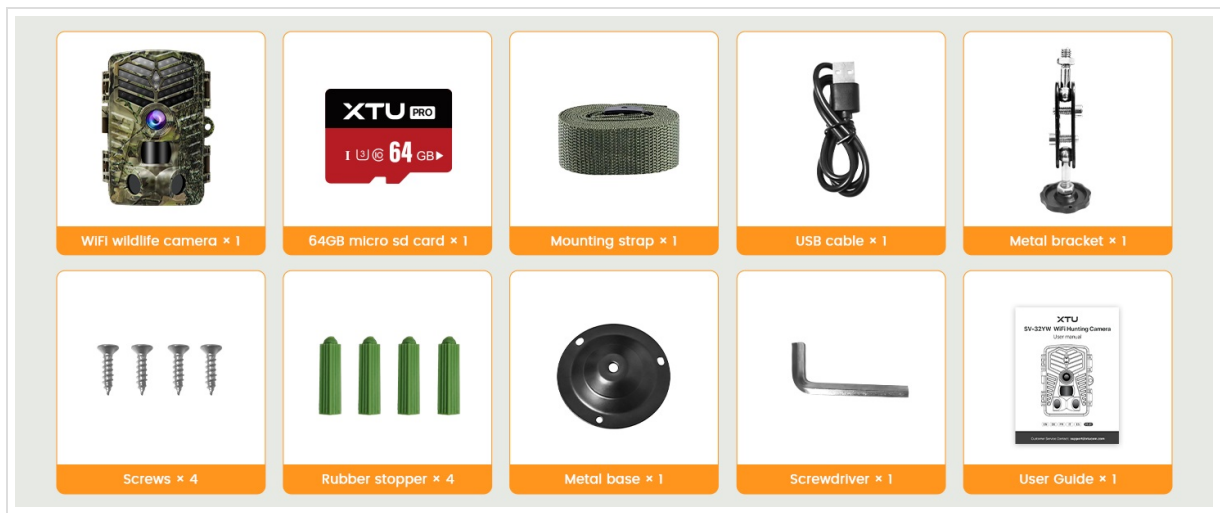 XTU PRO
I 3 10 64 GB
WiFi wildlife camera × 1
64GB micro sd card × 1
Mounting strap × 1
USB cable × 1
Metal bracket × 1
XTU
SV-32YW WiFi Hunting Camera
User manual
Screws × 4
Rubber stopper × 4
Metal base × 1
Screwdriver × 1
User Guide × 1